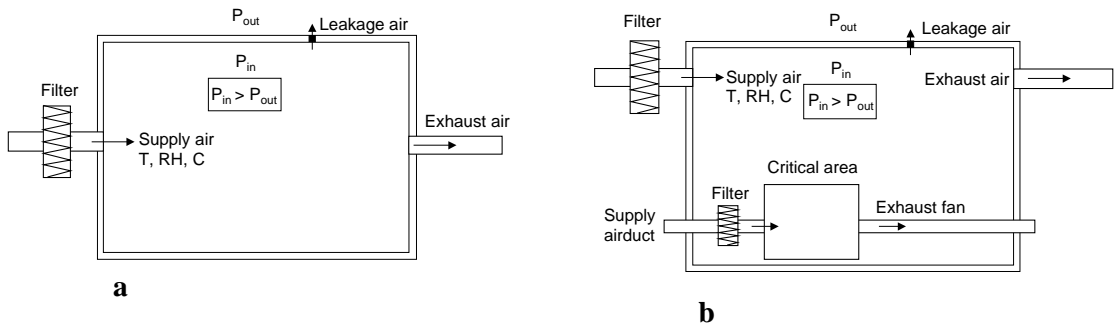 P_out
Leakage air
P_in
P_in > P_out
Filter
Supply air
T, RH, C
Exhaust air
a
Filter
P_out
Leakage air
P_in
P_in > P_out
Supply air
T, RH, C
Exhaust air
Critical area
Filter
Supply
airduct
Exhaust fan
b